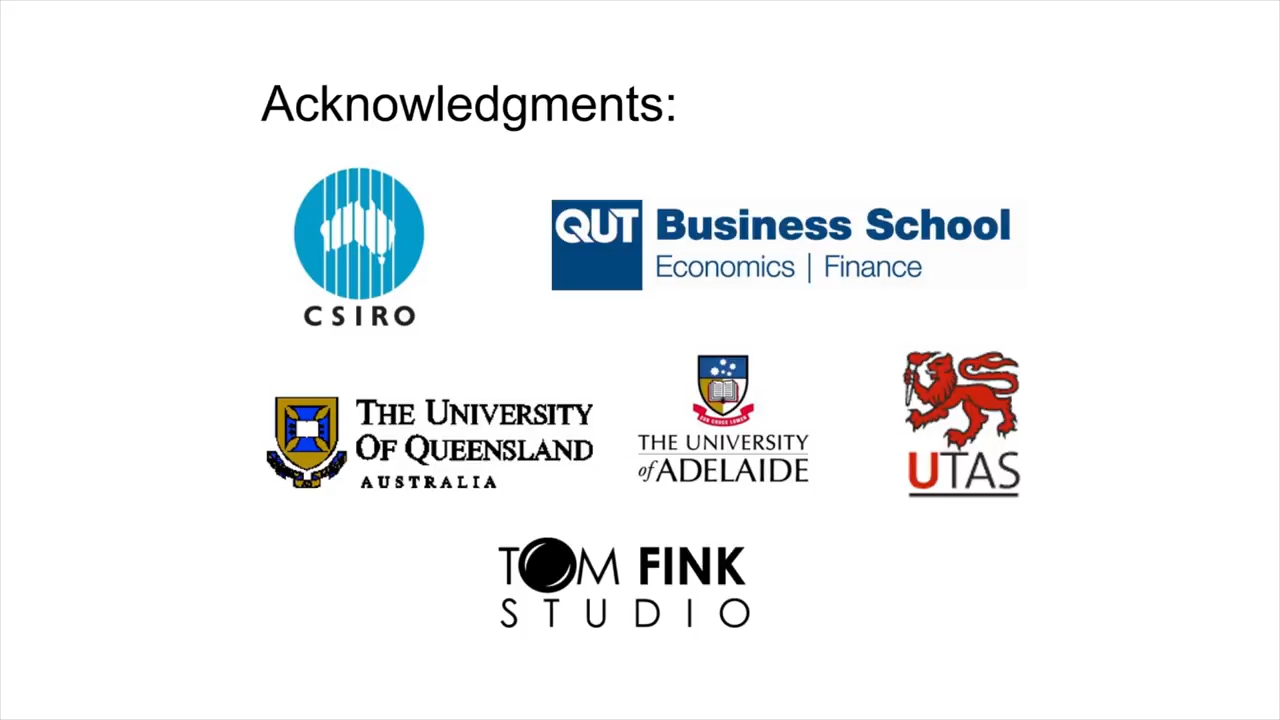 Acknowledgments:
CSIRO
QUT
Business School
Economics | Finance
THE UNIVERSITY
OF QUEENSLAND
AUSTRALIA
THE UNIVERSITY
of ADELAIDE
UTAS
TOM FINK
STUDIO